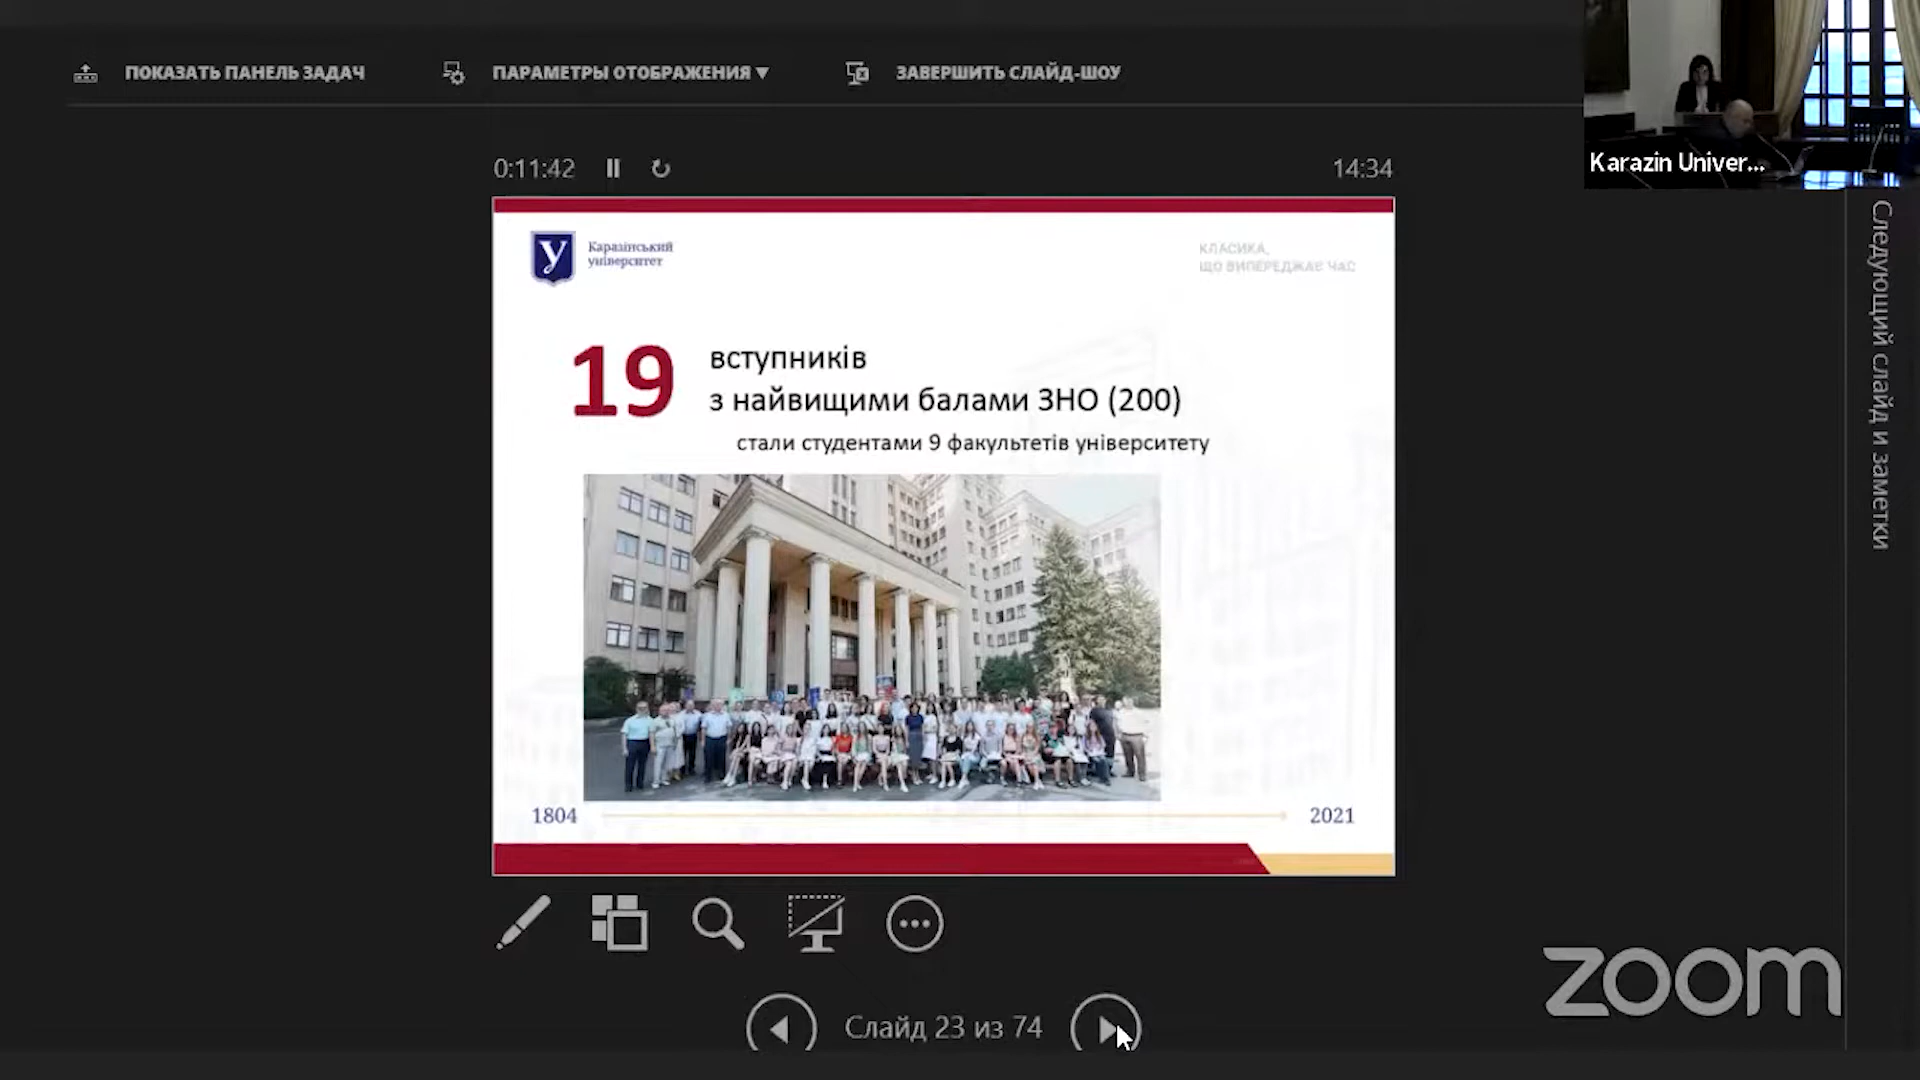 ПОКАЗАТЬ ПАНЕЛЬ ЗАДАЧ
ПАРАМЕТРЫ ОТОБРАЖЕНИЯ ▼
ЗАВЕРШИТЬ СЛАЙД-ШОУ
Karazin Univer...
0:11:42
14:34
Каразінський
університет
КЛАСИКА,
ЩО ВИПЕРЕДЖАЄ ЧАС
19
вступників
з найвищими балами ЗНО (200)
стали студентами 9 факультетів університету
1804
2021
Слайд 23 из 74
Следующий слайд и заметки
zoom